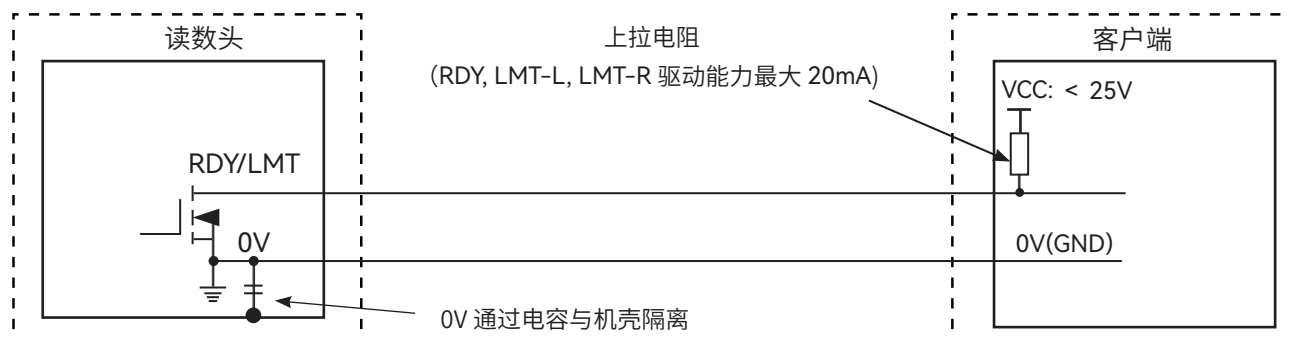 读数头
上拉电阻
（RDY, LMT-L, LMT-R 驱动能力最大 20mA）
客户端
VCC: < 25V
RDY/LMT
0V
0V(GND)
0V 通过电容与机壳隔离